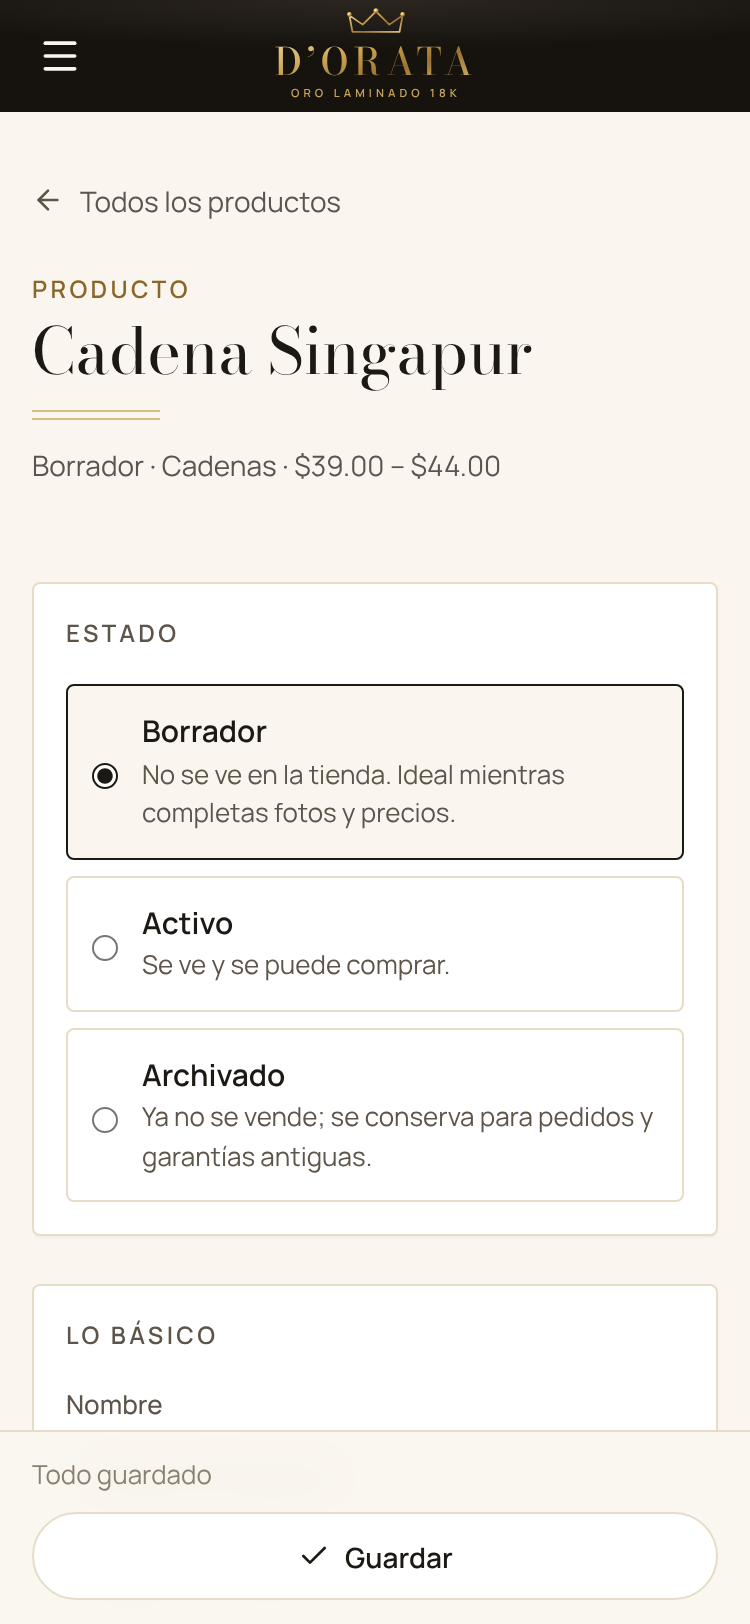 D’ORATA
ORO LAMINADO 18K
Todos los productos
PRODUCTO
Cadena Singapur
Borrador · Cadenas · $39.00 – $44.00
ESTADO
Borrador
No se ve en la tienda. Ideal mientras
completas fotos y precios.
Activo
Se ve y se puede comprar.
Archivado
Ya no se vende; se conserva para pedidos y
garantías antiguas.
LO BÁSICO
Nombre
Todo guardado
Guardar